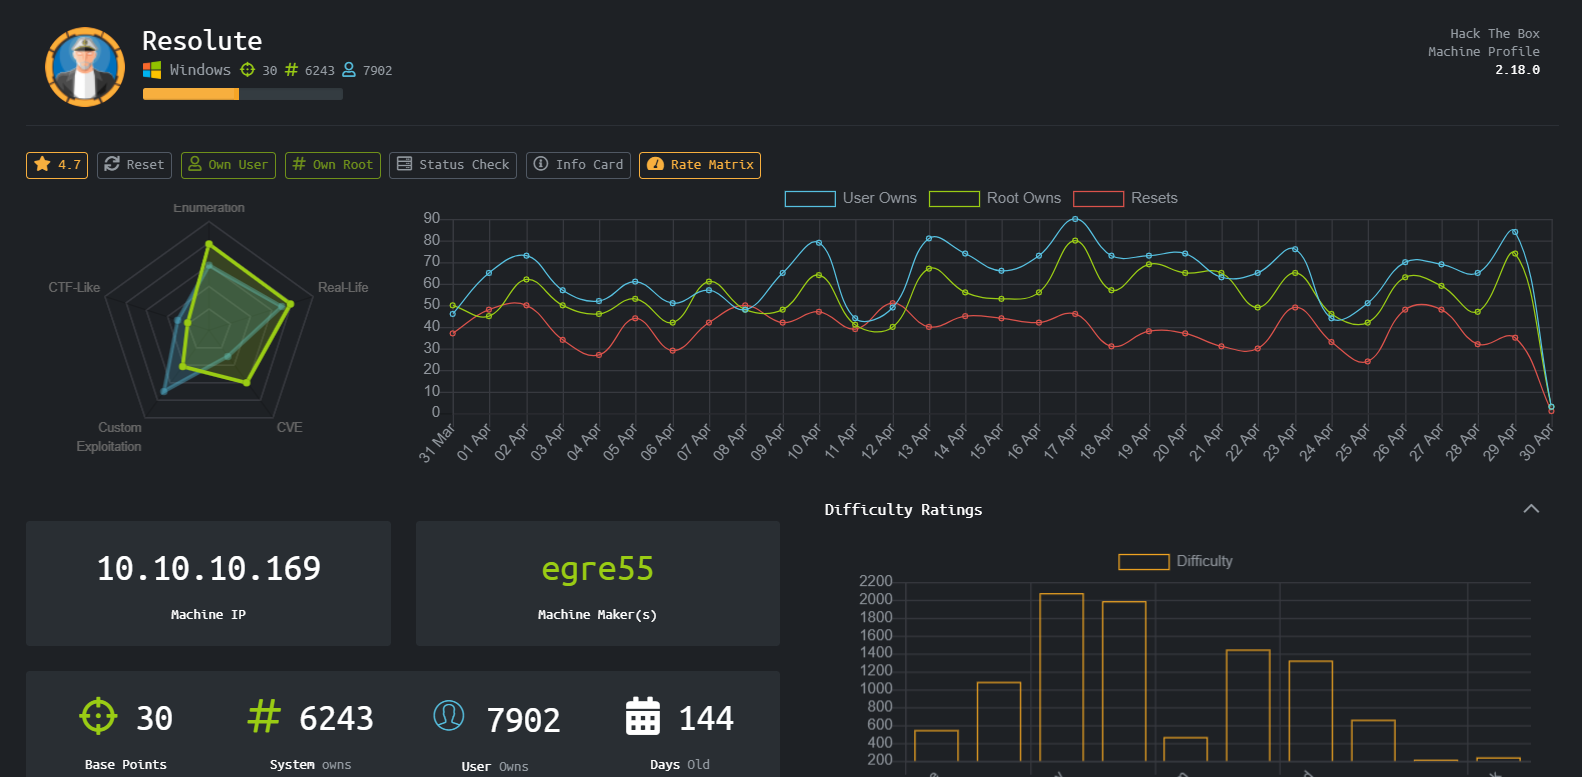 Resolute
Windows 30 # 6243 7902
Hack The Box
Machine Profile
2.18.0
4.7 Reset Own User # Own Root Status Check Info Card Rate Matrix
Enumeration
CTF-Like
Real-Life
Custom
Exploitation
CVE
User Owns Root Owns Resets
90
80
70
60
50
40
30
20
10
0
31 Mar 01 Apr 02 Apr 03 Apr 04 Apr 05 Apr 06 Apr 07 Apr 08 Apr 09 Apr 10 Apr 11 Apr 12 Apr 13 Apr 14 Apr 15 Apr 16 Apr 17 Apr 18 Apr 19 Apr 20 Apr 21 Apr 22 Apr 23 Apr 24 Apr 25 Apr 26 Apr 27 Apr 28 Apr 29 Apr 30 Apr
10.10.10.169
Machine IP
egre55
Machine Maker(s)
30
Base Points
# 6243
System owns
7902
User Owns
144
Days Old
Difficulty Ratings
Difficulty
2200
2000
1800
1600
1400
1200
1000
800
600
400
200